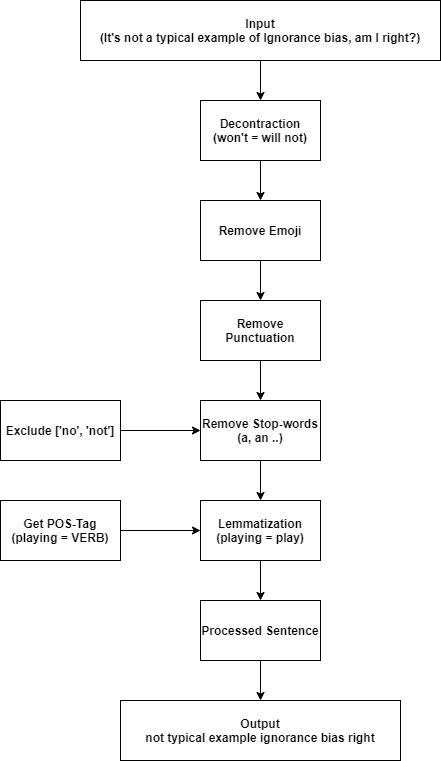 Input
(It's not a typical example of Ignorance bias, am I right?)
Decontraction
(won't = will not)
Remove Emoji
Remove
Punctuation
Exclude ['no', 'not']
Remove Stop-words
(a, an ..)
Get POS-Tag
(playing = VERB)
Lemmatization
(playing = play)
Processed Sentence
Output
not typical example ignorance bias right